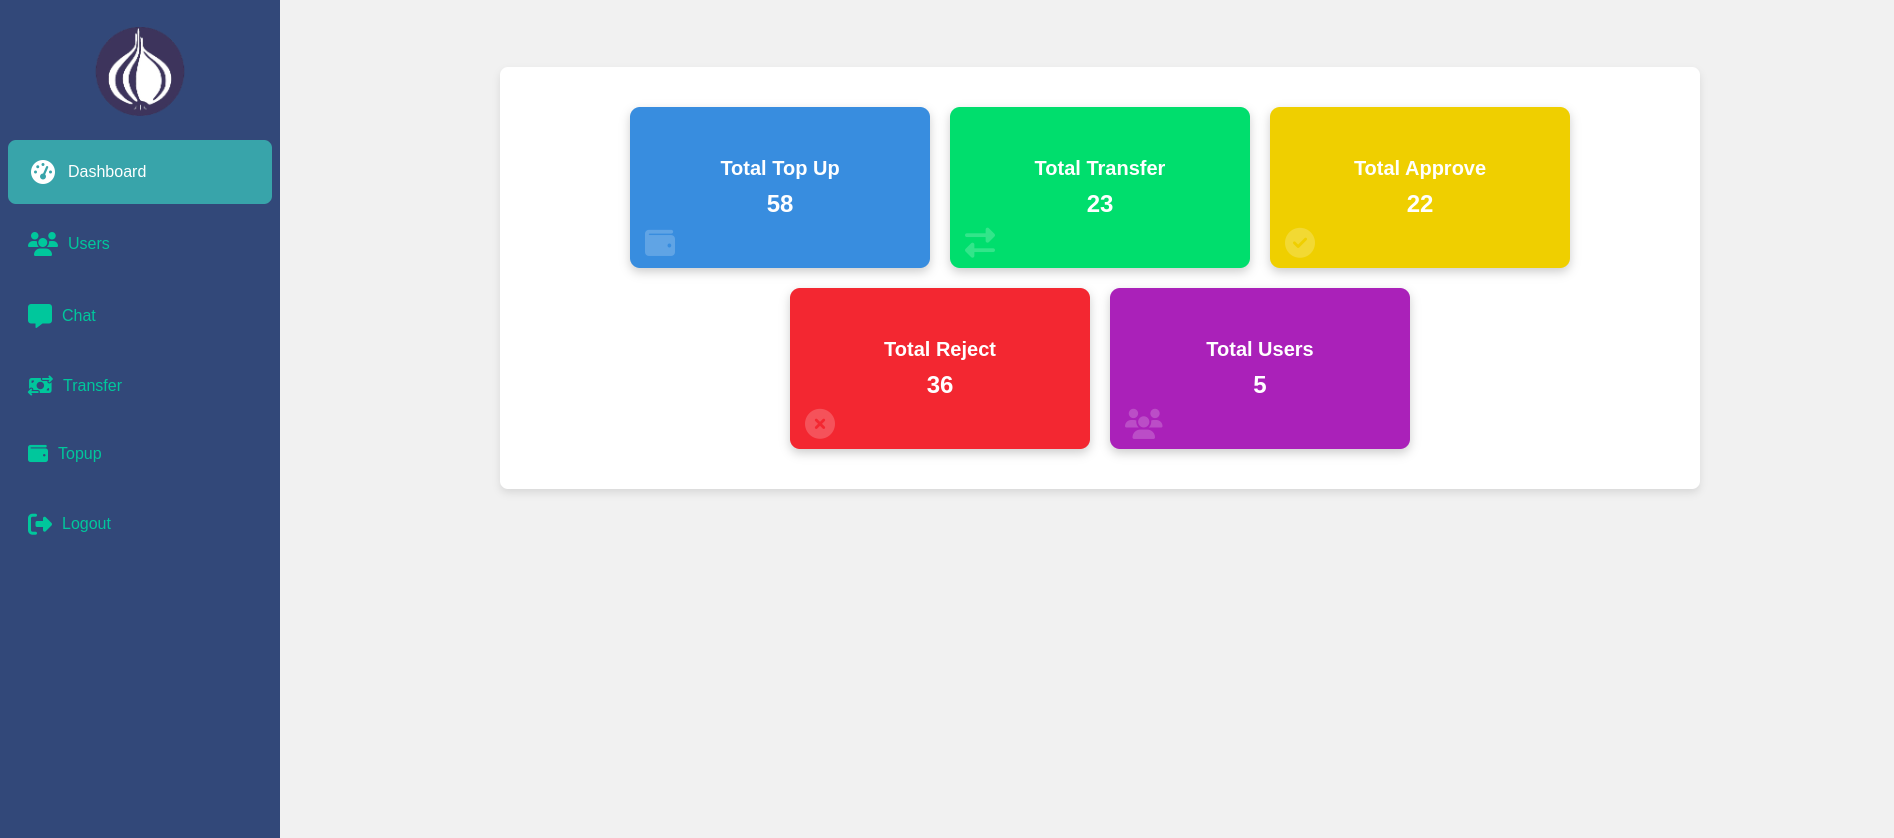 Dashboard
Users
Chat
Transfer
Topup
Logout
Total Top Up
58
Total Transfer
23
Total Approve
22
Total Reject
36
Total Users
5